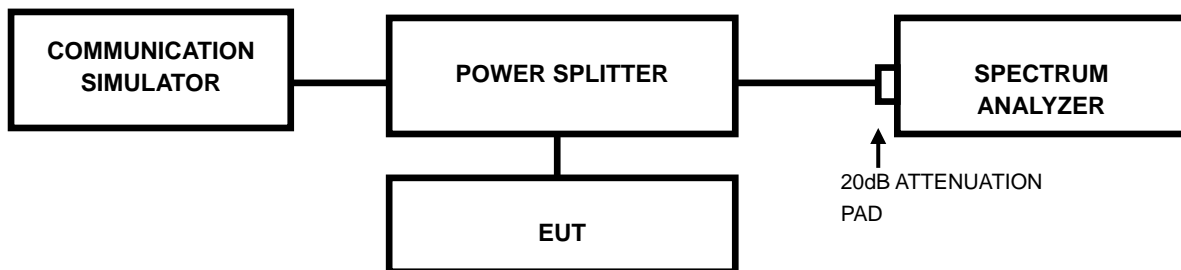 COMMUNICATION
SIMULATOR
POWER SPLITTER
SPECTRUM
ANALYZER
20dB ATTENUATION
PAD
EUT